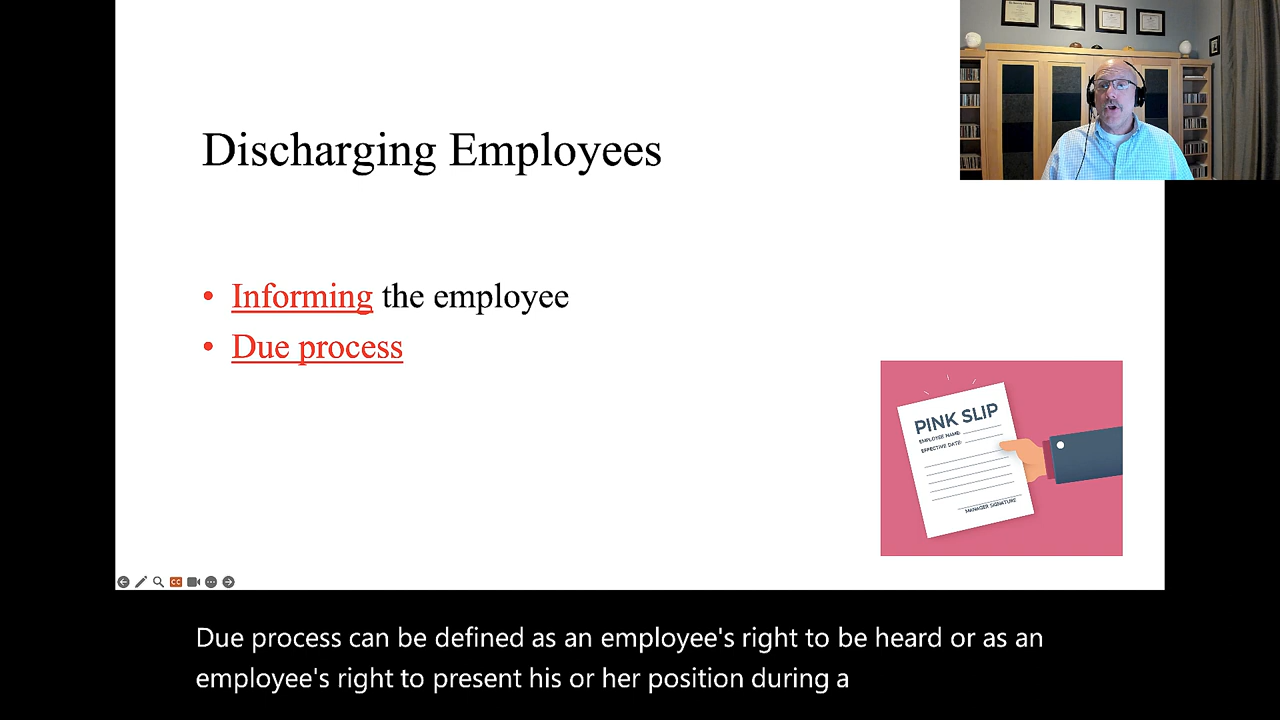 Discharging Employees
• Informing the employee
• Due process
PINK SLIP
EMPLOYEE NAME:
EFFECTIVE DATE:
MANAGER SIGNATURE
CC
Due process can be defined as an employee's right to be heard or as an
employee's right to present his or her position during a